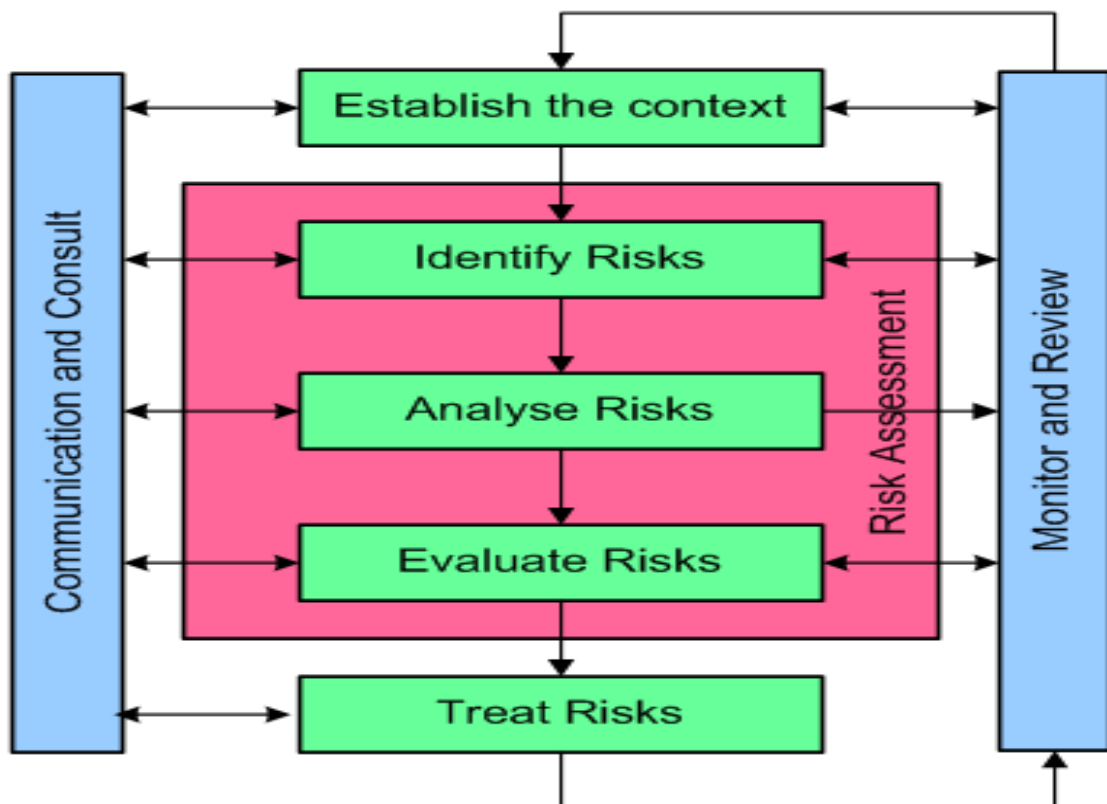 Establish the context
Communication and Consult
Identify Risks
Analyse Risks
Evaluate Risks
Risk Assessment
Monitor and Review
Treat Risks